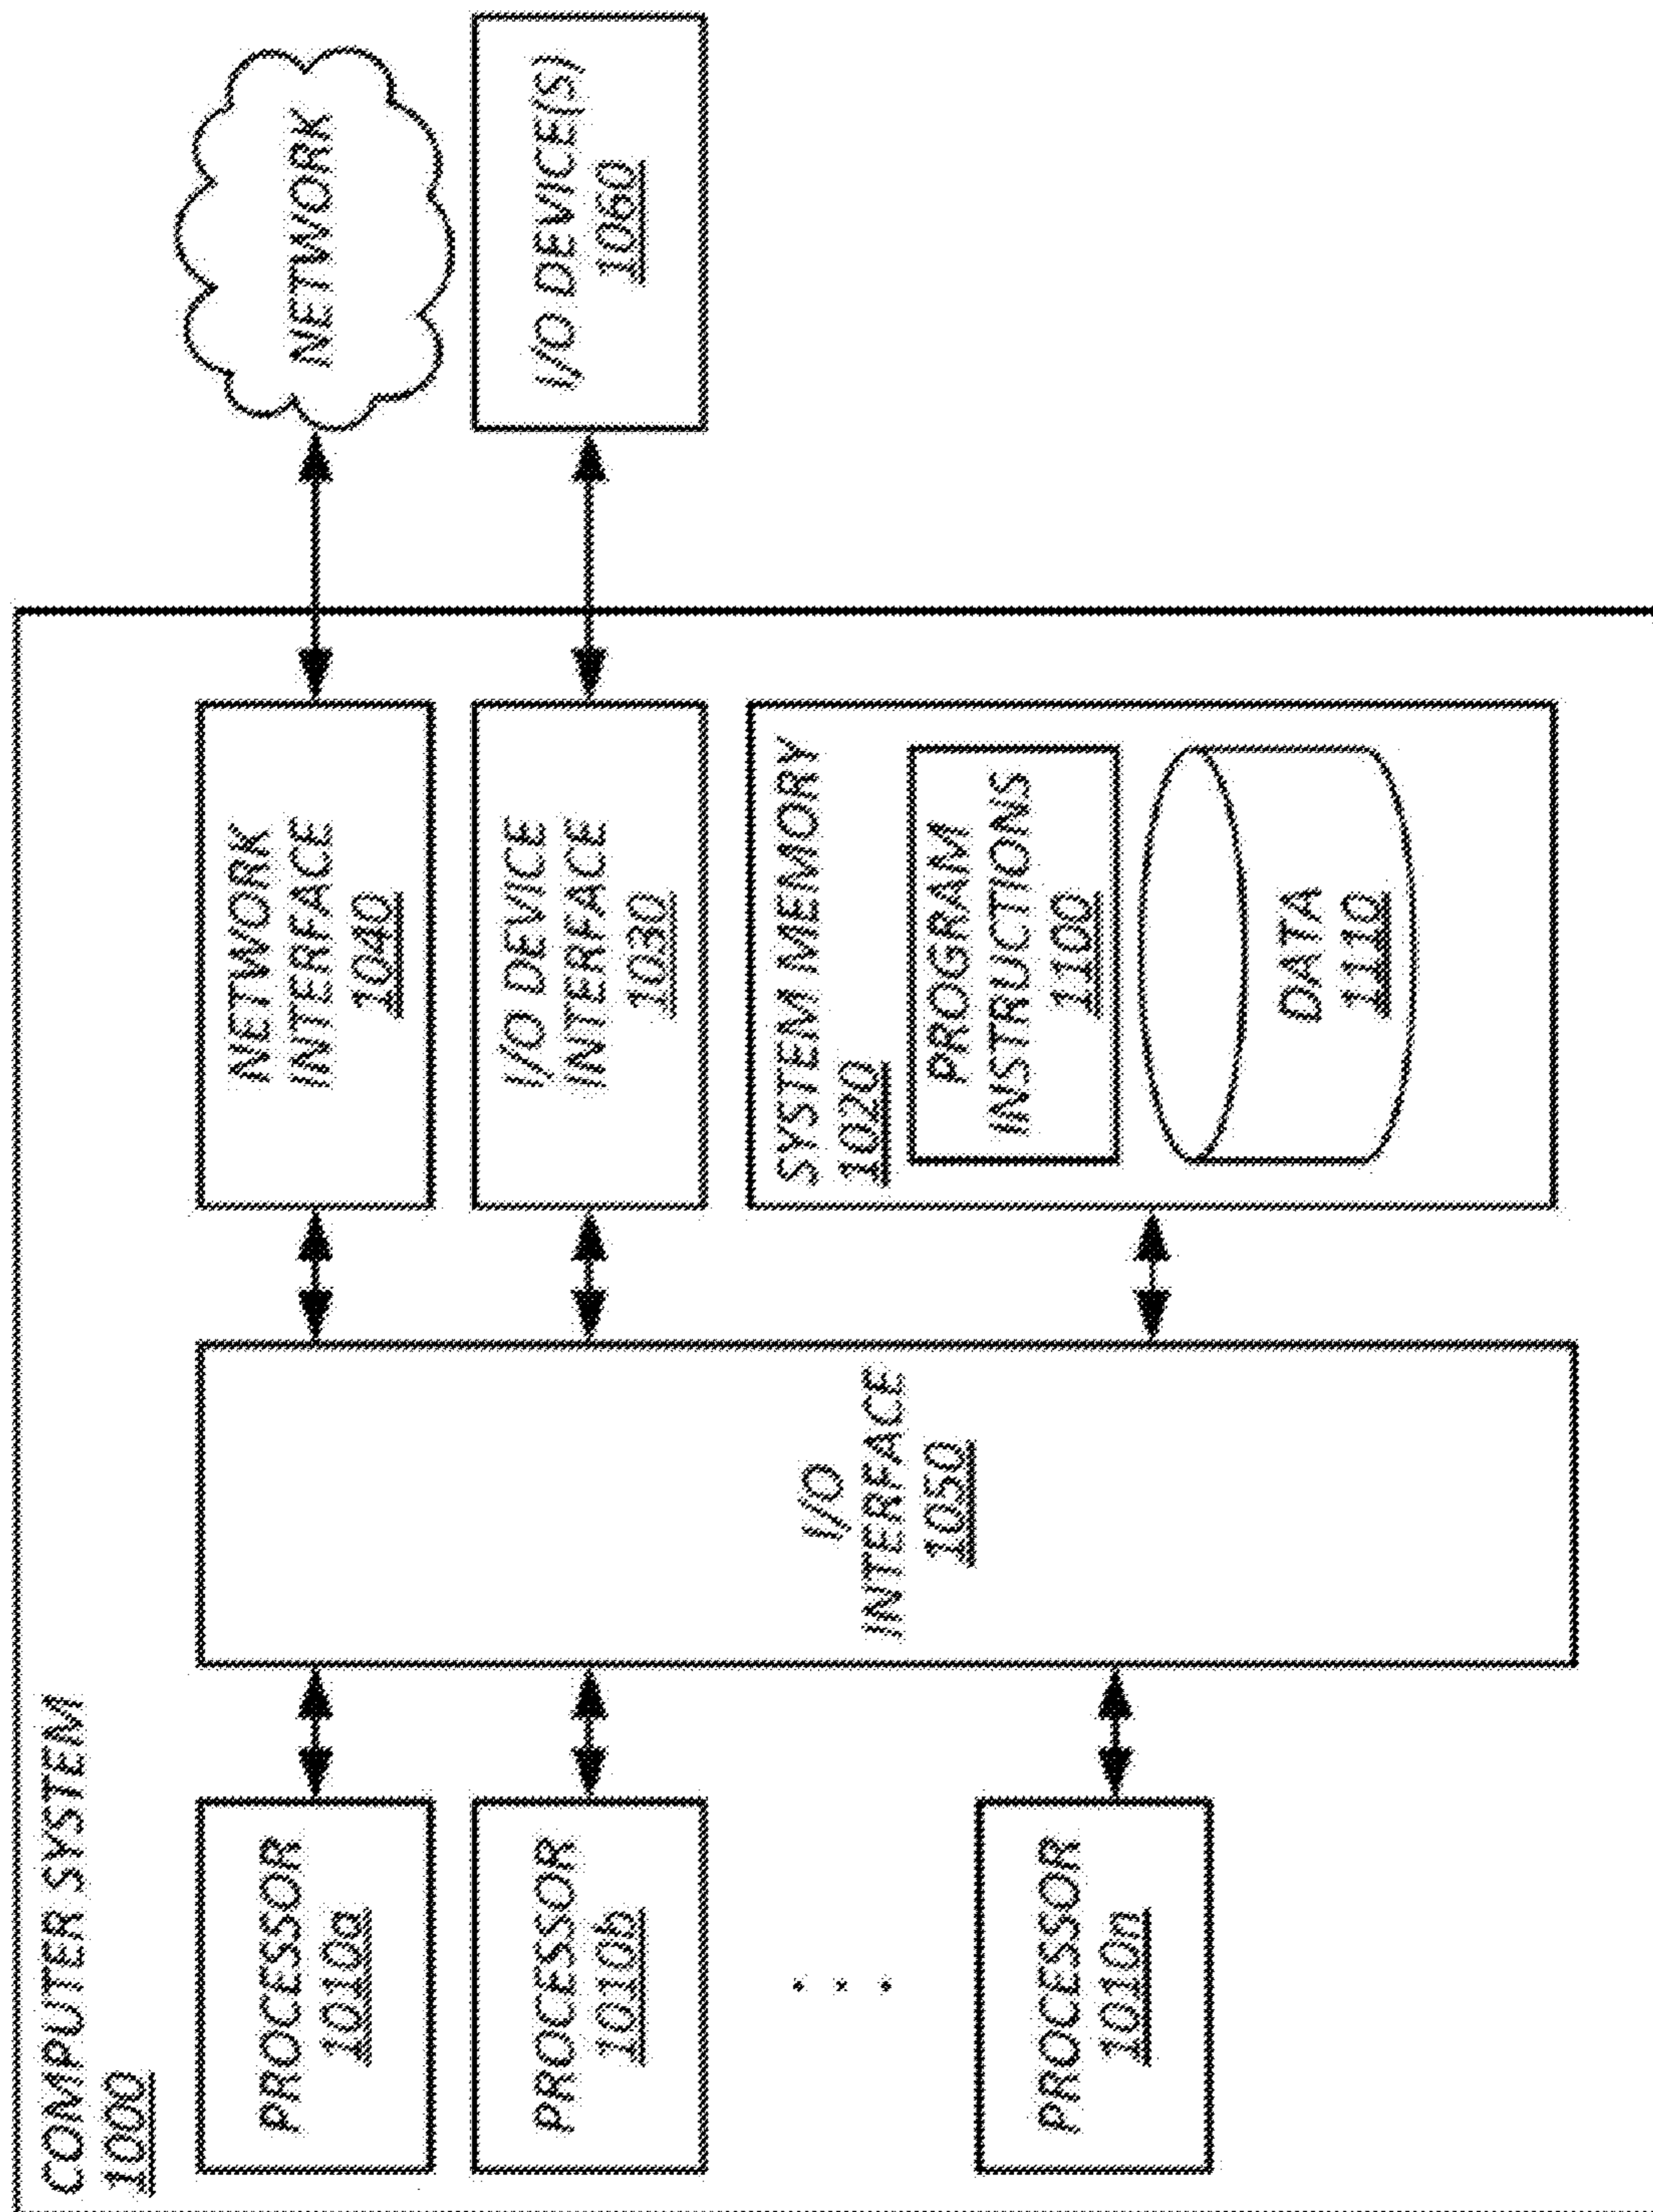 COMPUTER SYSTEM
1000
PROCESSOR
1010a
PROCESSOR
1010b
. . .
PROCESSOR
1010n
I/O
INTERFACE
1050
NETWORK
INTERFACE
1040
I/O DEVICE
INTERFACE
1030
SYSTEM MEMORY
1020
PROGRAM
INSTRUCTIONS
1100
DATA
1110
NETWORK
I/O DEVICE(S)
1060